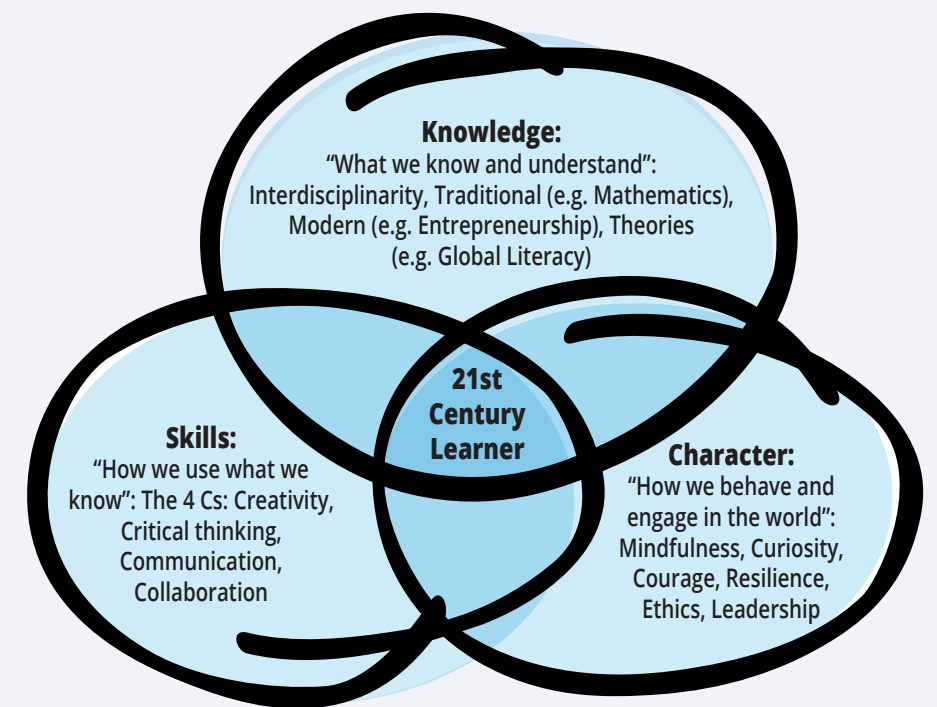 Knowledge:
“What we know and understand”:
Interdisciplinarity, Traditional (e.g. Mathematics),
Modern (e.g. Entrepreneurship), Theories
(e.g. Global Literacy)
21st
Century
Learner
Skills:
“How we use what we
know”: The 4 Cs: Creativity,
Critical thinking,
Communication,
Collaboration
Character:
“How we behave and
engage in the world”:
Mindfulness, Curiosity,
Courage, Resilience,
Ethics, Leadership